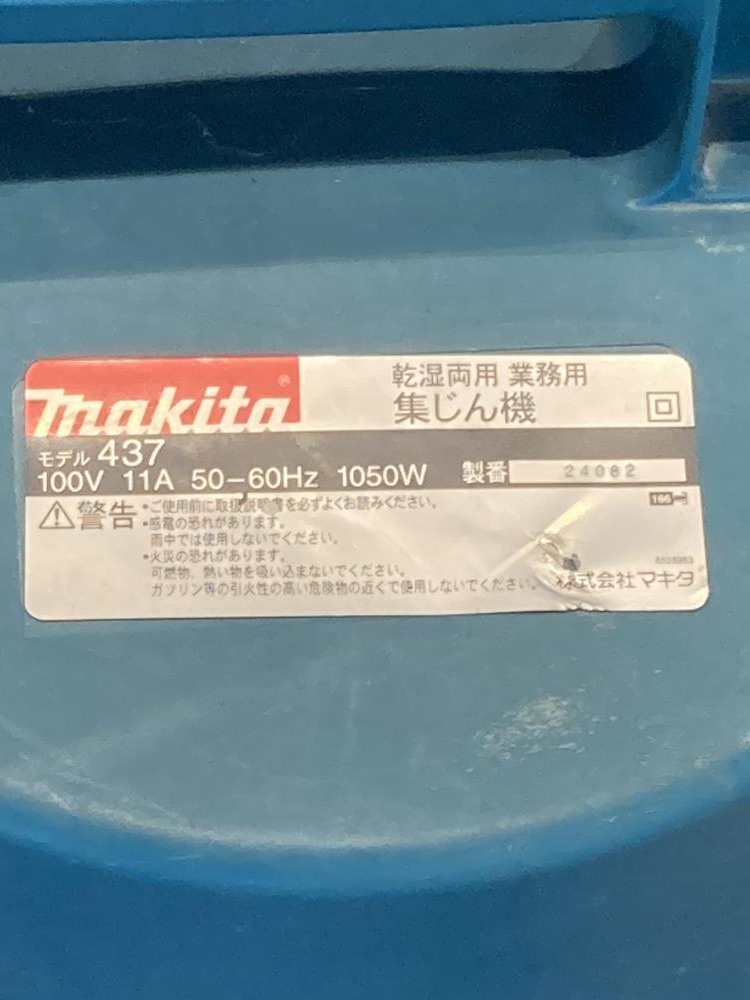 makita®
乾湿両用 業務用
集じん機
モデル 437
100V 11A 50-60Hz 1050W 製番 24082
警告
•ご使用前に取扱説明書を必ずよくお読みください。
•感電の恐れがあります。
雨中では使用しないでください。
•火災の恐れがあります。
可燃物、熱い物を吸い込まないでください。
ガソリン等の引火性の高い危険物の近くで使用しないでください。
166
株式会社マキタ